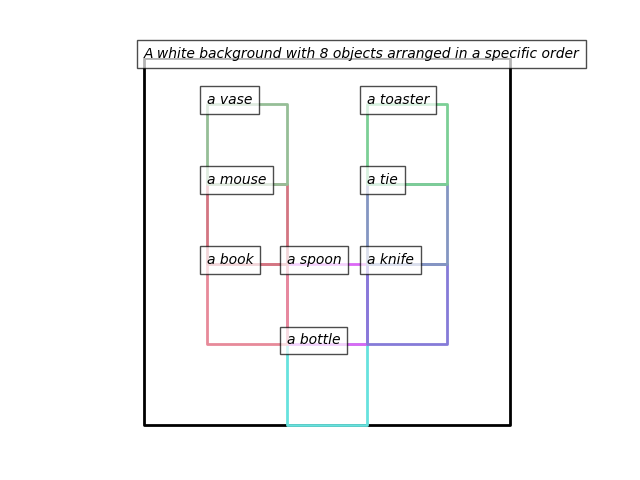 A white background with 8 objects arranged in a specific order
a vase
a toaster
a mouse
a tie
a book
a spoon
a knife
a bottle